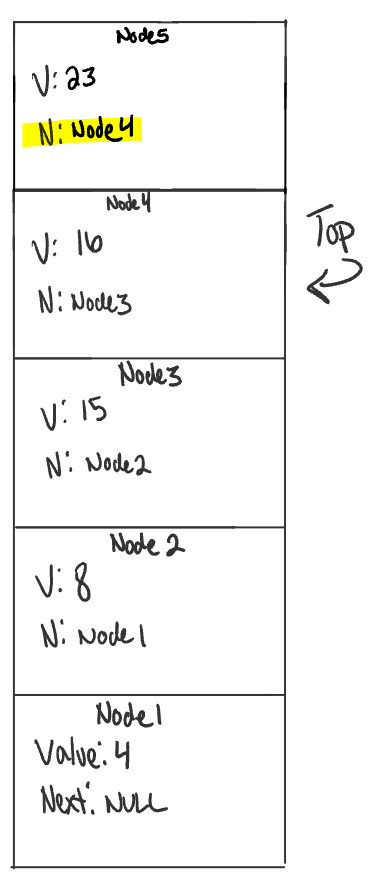 Node5
V: 23
N: Node4
Node4
V: 16
N: Node3
Top
Node3
V: 15
N: Node2
Node 2
V: 8
N: Node1
Node1
Value: 4
Next: NULL